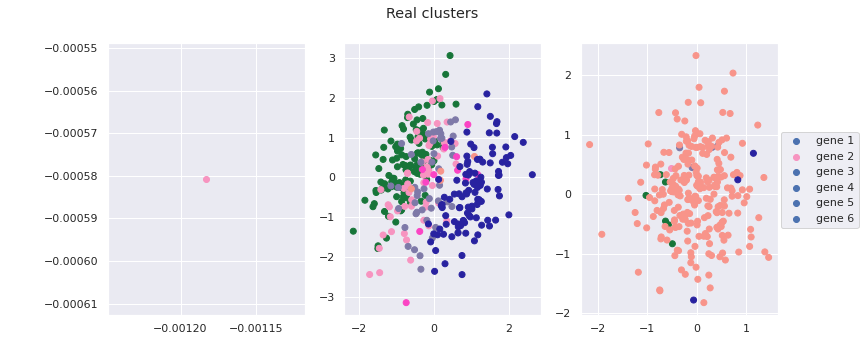 Real clusters
−0.00055
−0.00056
−0.00057
−0.00058
−0.00059
−0.00060
−0.00061
−0.00120 −0.00115
3
2
1
0
−1
−2
−3
−2 0 2
2
1
0
−1
−2
−2 −1 0 1
gene 1
gene 2
gene 3
gene 4
gene 5
gene 6